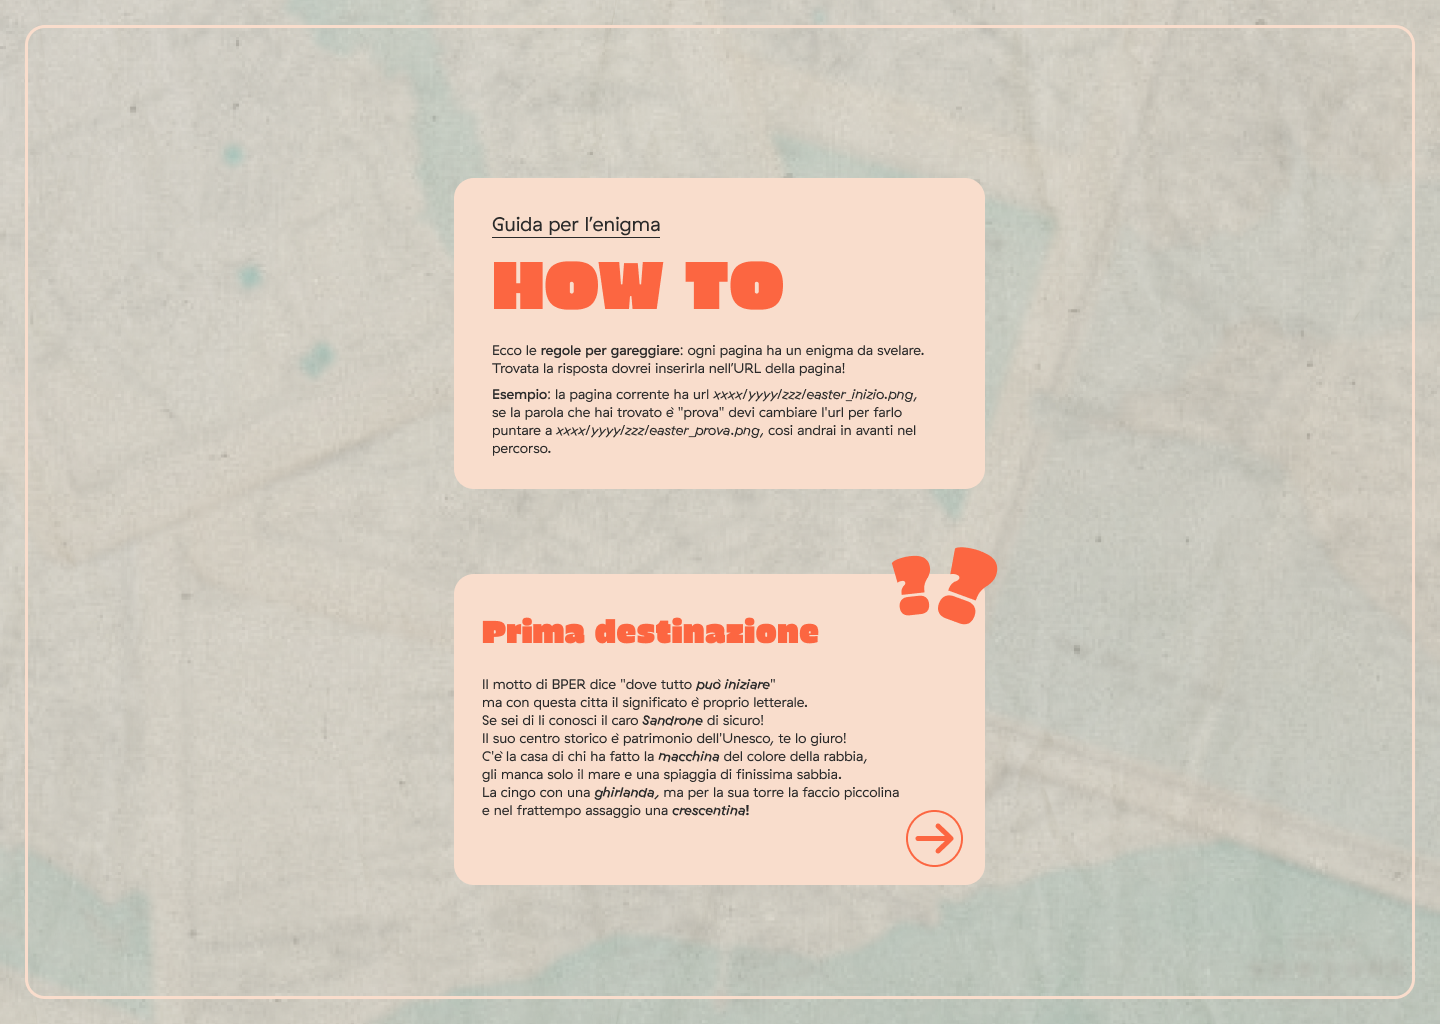 Guida per l'enigma
HOW TO
Ecco le regole per gareggiare: ogni pagina ha un enigma da svelare.
Trovata la risposta dovrei inserirla nell'URL della pagina!
Esempio: la pagina corrente ha url xxxx/yyyy/zzz/easter_inizio.png,
se la parola che hai trovato è "prova" devi cambiare l'url per farlo
puntare a xxxx/yyyy/zzz/easter_prova.png, cosi andrai in avanti nel
percorso.
??
Prima destinazione
Il motto di BPER dice "dove tutto può iniziare"
ma con questa citta il significato è proprio letterale.
Se sei di li conosci il caro Sandrone di sicuro!
Il suo centro storico è patrimonio dell'Unesco, te lo giuro!
C'è la casa di chi ha fatto la macchina del colore della rabbia,
gli manca solo il mare e una spiaggia di finissima sabbia.
La cingo con una ghirlanda, ma per la sua torre la faccio piccolina
e nel frattempo assaggio una crescentina!